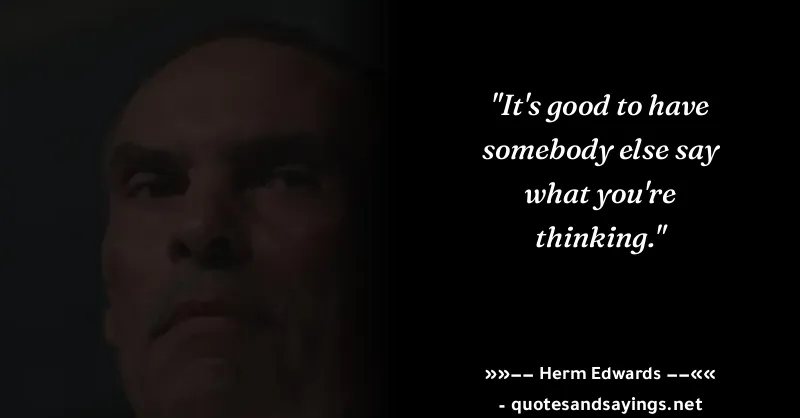 "It's good to have
somebody else say
what you're
thinking."
»»−− Herm Edwards −−««
- quotesandsayings.net